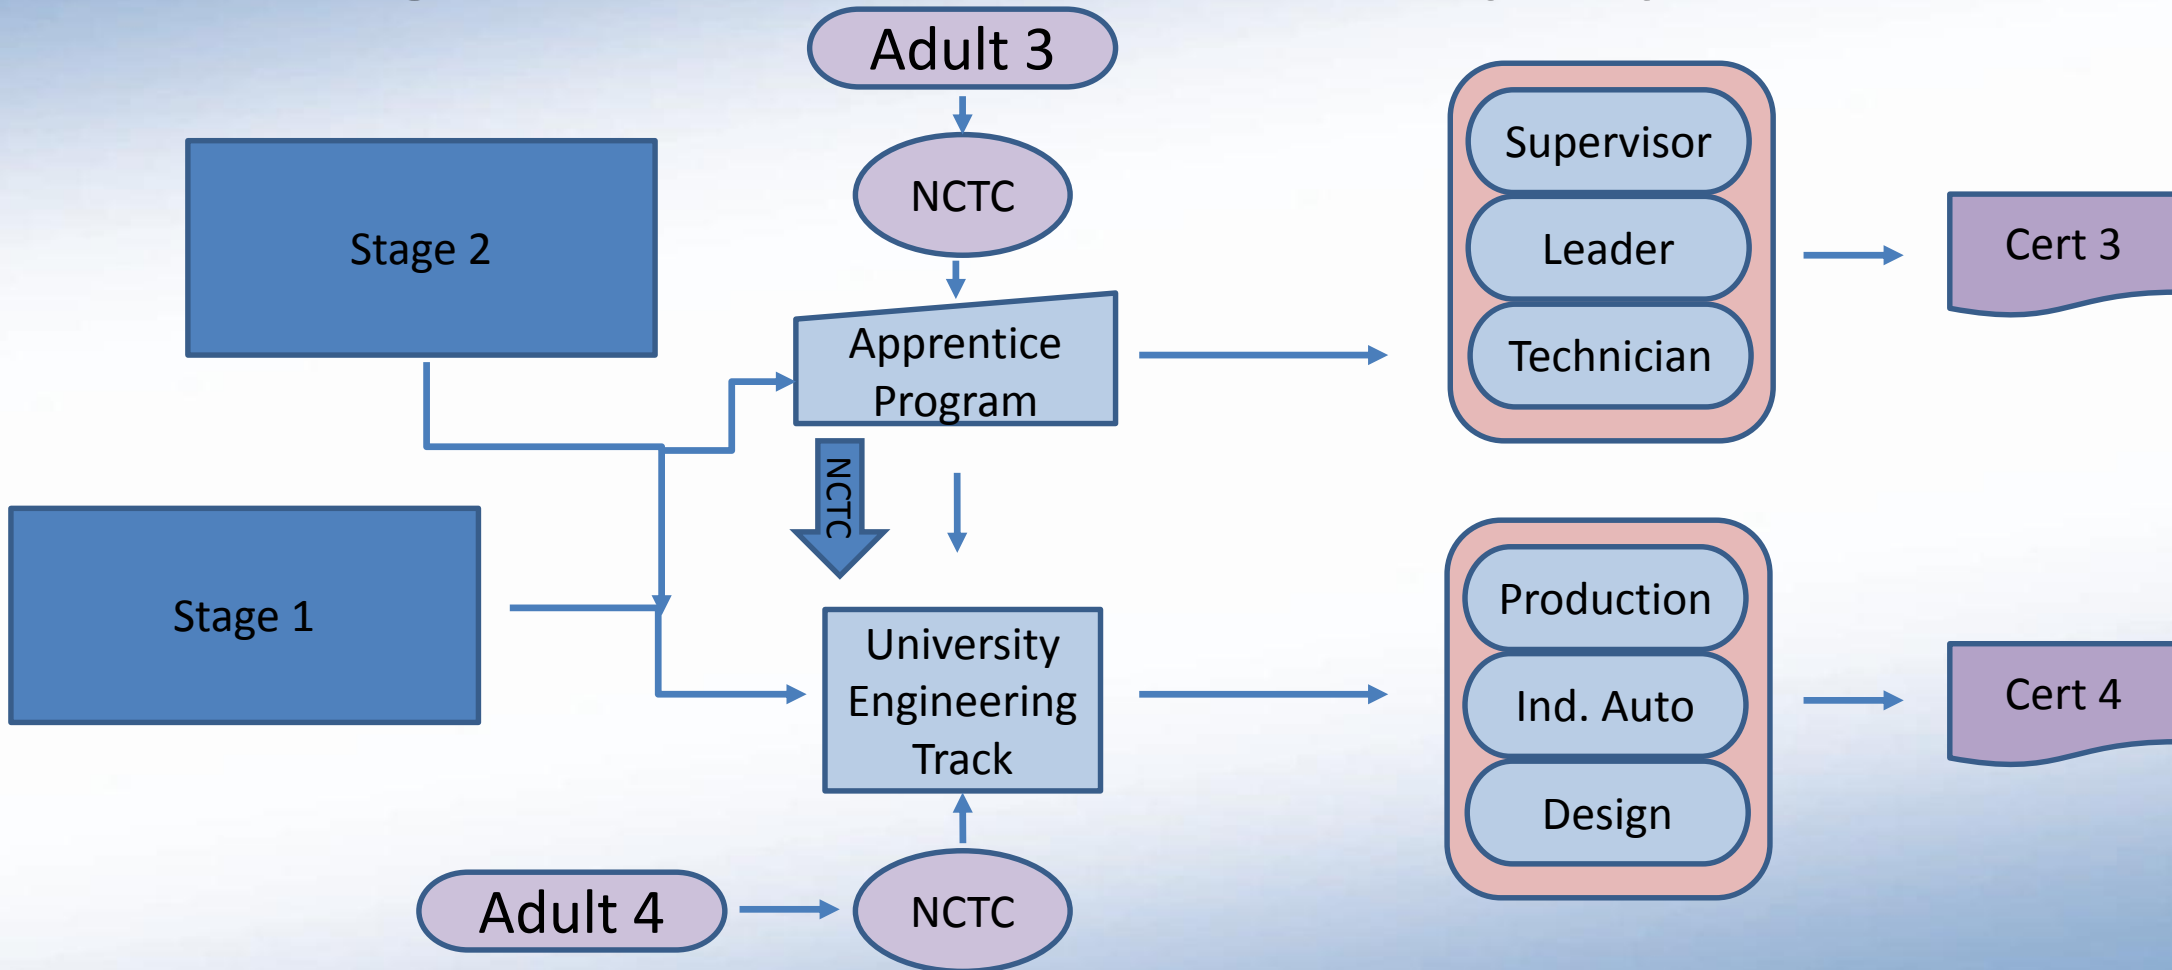 Adult 3
NCTC
Stage 2
Apprentice
Program
NCTC
Stage 1
University
Engineering
Track
Adult 4
NCTC
Supervisor
Leader
Technician
Cert 3
Production
Ind. Auto
Design
Cert 4